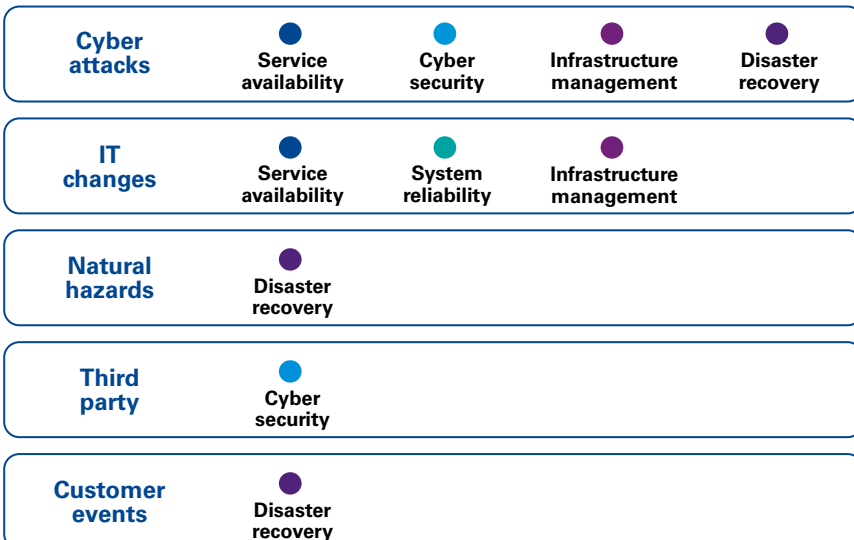 Cyber
attacks
Service
availability
Cyber
security
Infrastructure
management
Disaster
recovery
IT
changes
Service
availability
System
reliability
Infrastructure
management
Natural
hazards
Disaster
recovery
Third
party
Cyber
security
Customer
events
Disaster
recovery